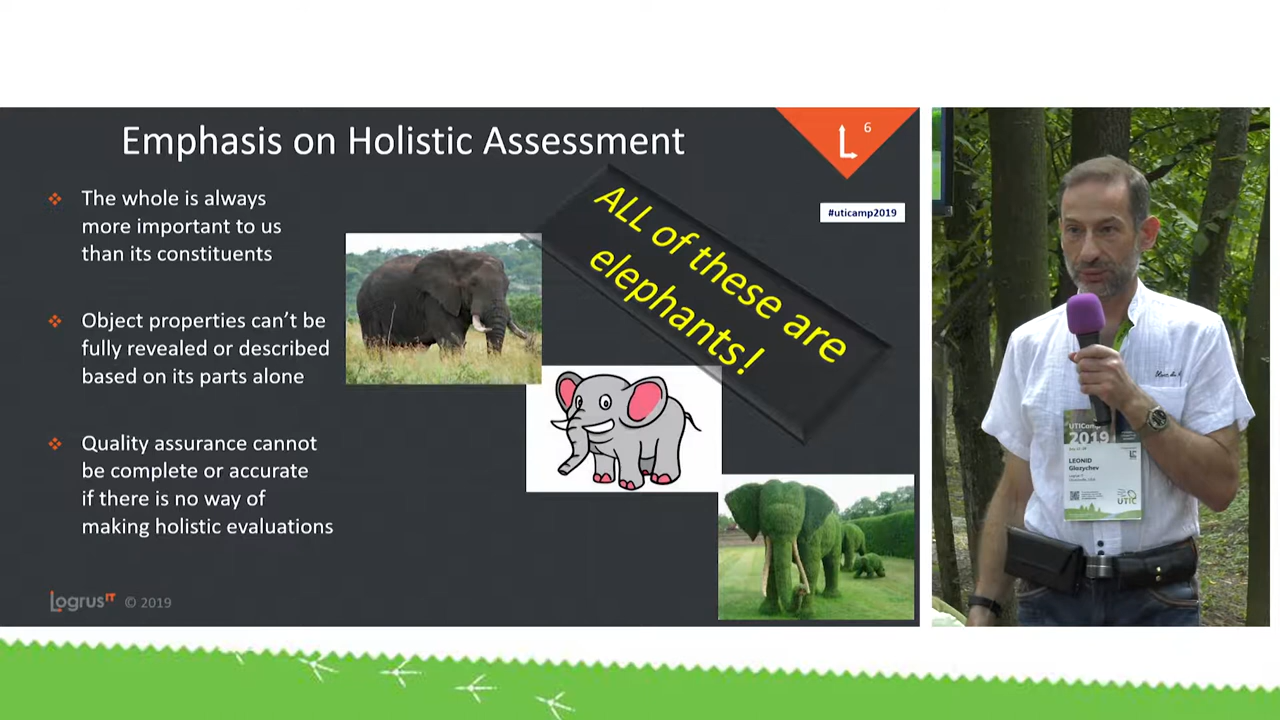 Emphasis on Holistic Assessment
6
#uticamp2019
The whole is always
more important to us
than its constituents
Object properties can’t be
fully revealed or described
based on its parts alone
Quality assurance cannot
be complete or accurate
if there is no way of
making holistic evaluations
ALL of these are
elephants!
LogrusIT © 2019
UTICamp
2019
LEONID
Glazychev
UTIC